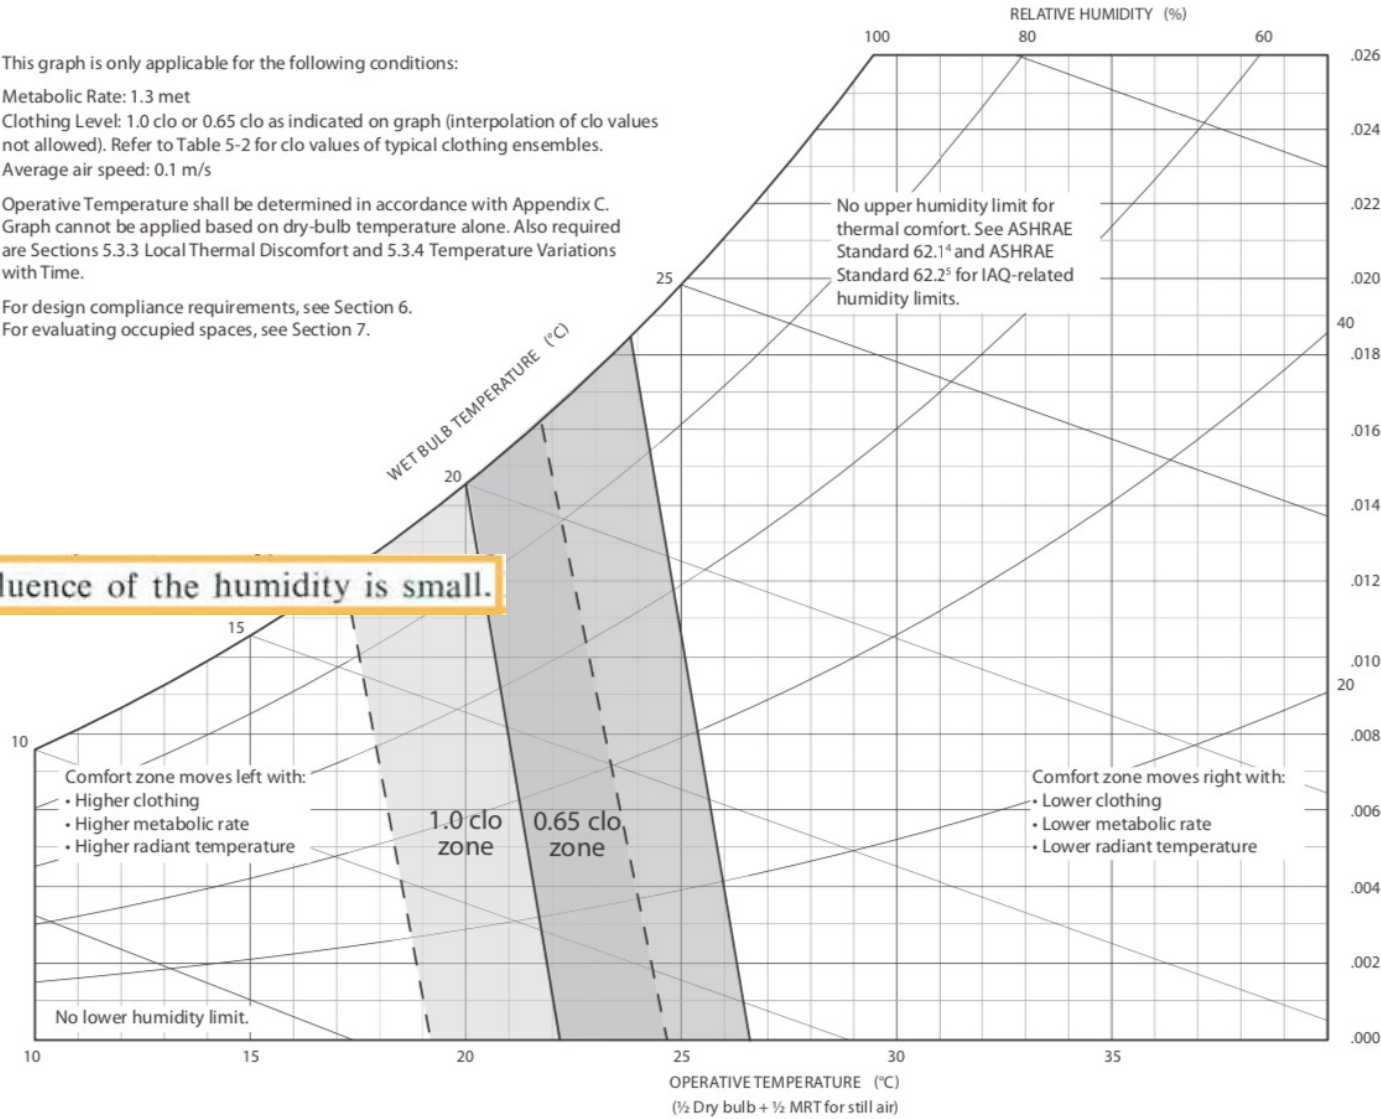 RELATIVE HUMIDITY (%)
100
80
60
This graph is only applicable for the following conditions:
Metabolic Rate: 1.3 met
Clothing Level: 1.0 clo or 0.65 clo as indicated on graph (interpolation of clo values
not allowed). Refer to Table 5-2 for clo values of typical clothing ensembles.
Average air speed: 0.1 m/s
Operative Temperature shall be determined in accordance with Appendix C.
Graph cannot be applied based on dry-bulb temperature alone. Also required
are Sections 5.3.3 Local Thermal Discomfort and 5.3.4 Temperature Variations
with Time.
For design compliance requirements, see Section 6.
For evaluating occupied spaces, see Section 7.
No upper humidity limit for
thermal comfort. See ASHRAE
Standard 62.1⁴ and ASHRAE
Standard 62.2⁵ for IAQ-related
humidity limits.
.026
.024
.022
.020
40
.018
.016
.014
.012
.010
20
.008
.006
.004
.002
.000
WET BULB TEMPERATURE (°C)
25
20
15
10
luence of the humidity is small.
Comfort zone moves left with:
• Higher clothing
• Higher metabolic rate
• Higher radiant temperature
1.0 clo
zone
0.65 clo
zone
Comfort zone moves right with:
• Lower clothing
• Lower metabolic rate
• Lower radiant temperature
No lower humidity limit.
10
15
20
25
30
35
OPERATIVE TEMPERATURE (°C)
(½ Dry bulb + ½ MRT for still air)